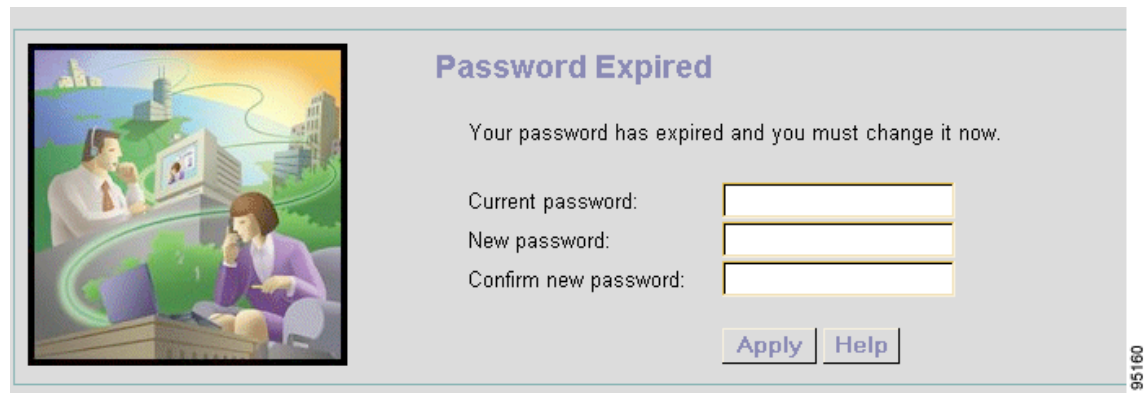 Password Expired
Your password has expired and you must change it now.
Current password:
New password:
Confirm new password:
Apply Help
95160